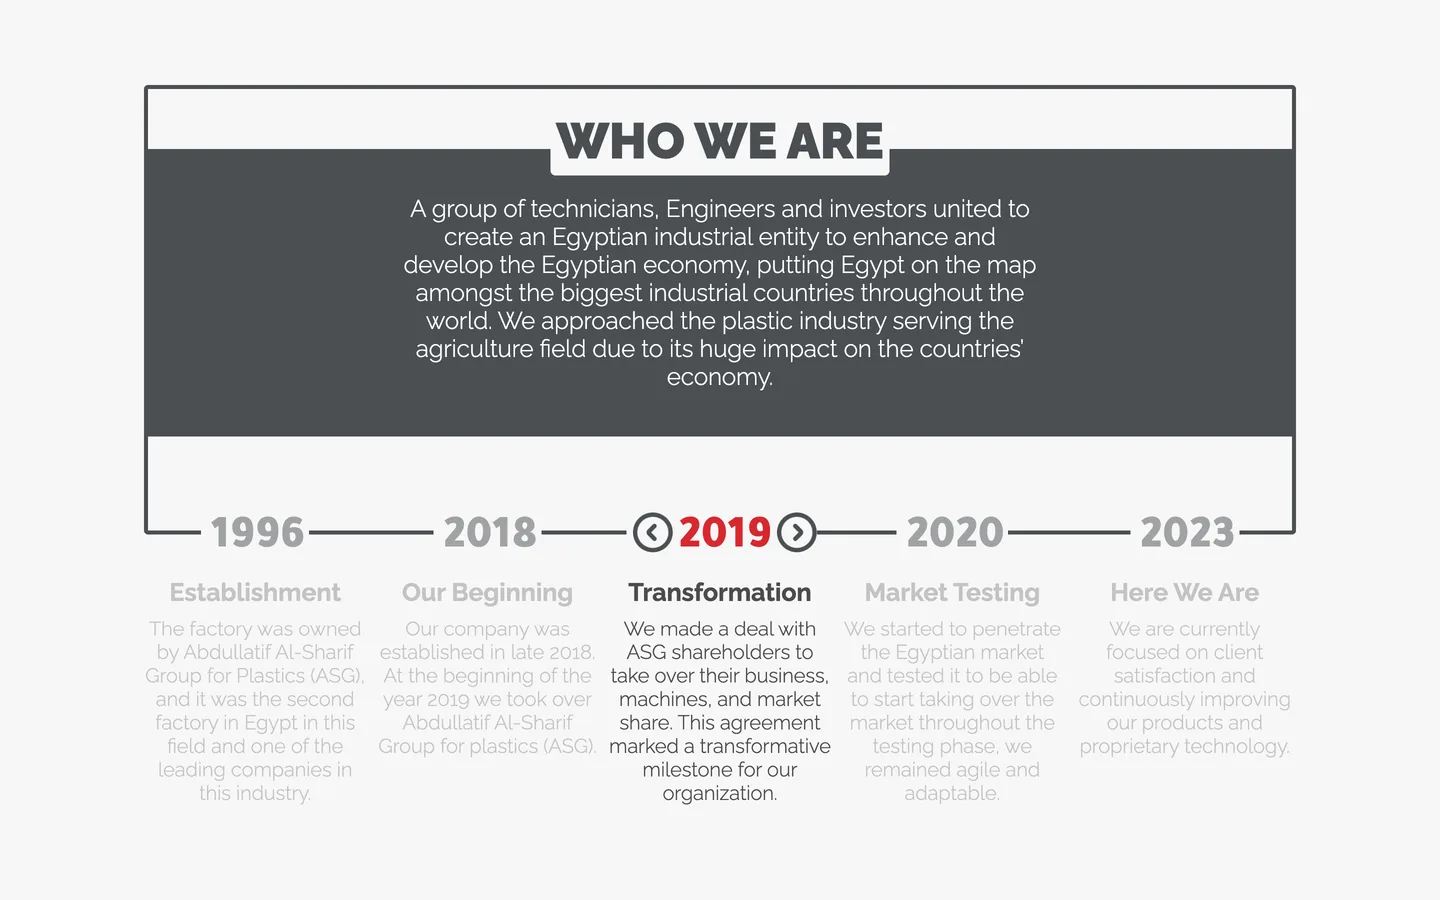 WHO WE ARE
A group of technicians, Engineers and investors united to
create an Egyptian industrial entity to enhance and
develop the Egyptian economy, putting Egypt on the map
amongst the biggest industrial countries throughout the
world. We approached the plastic industry serving the
agriculture field due to its huge impact on the countries'
economy.
1996
Establishment
The factory was owned
by Abdullatif Al-Sharif
Group for Plastics (ASG),
and it was the second
factory in Egypt in this
field and one of the
leading companies in
this industry.
2018
Our Beginning
Our company was
established in late 2018.
At the beginning of the
year 2019 we took over
Abdullatif Al-Sharif
Group for plastics (ASG).
2019
Transformation
We made a deal with
ASG shareholders to
take over their business,
machines, and market
share. This agreement
marked a transformative
milestone for our
organization.
2020
Market Testing
We started to penetrate
the Egyptian market
and tested it to be able
to start taking over the
market throughout the
testing phase, we
remained agile and
adaptable.
2023
Here We Are
We are currently
focused on client
satisfaction and
continuously improving
our products and
proprietary technology.